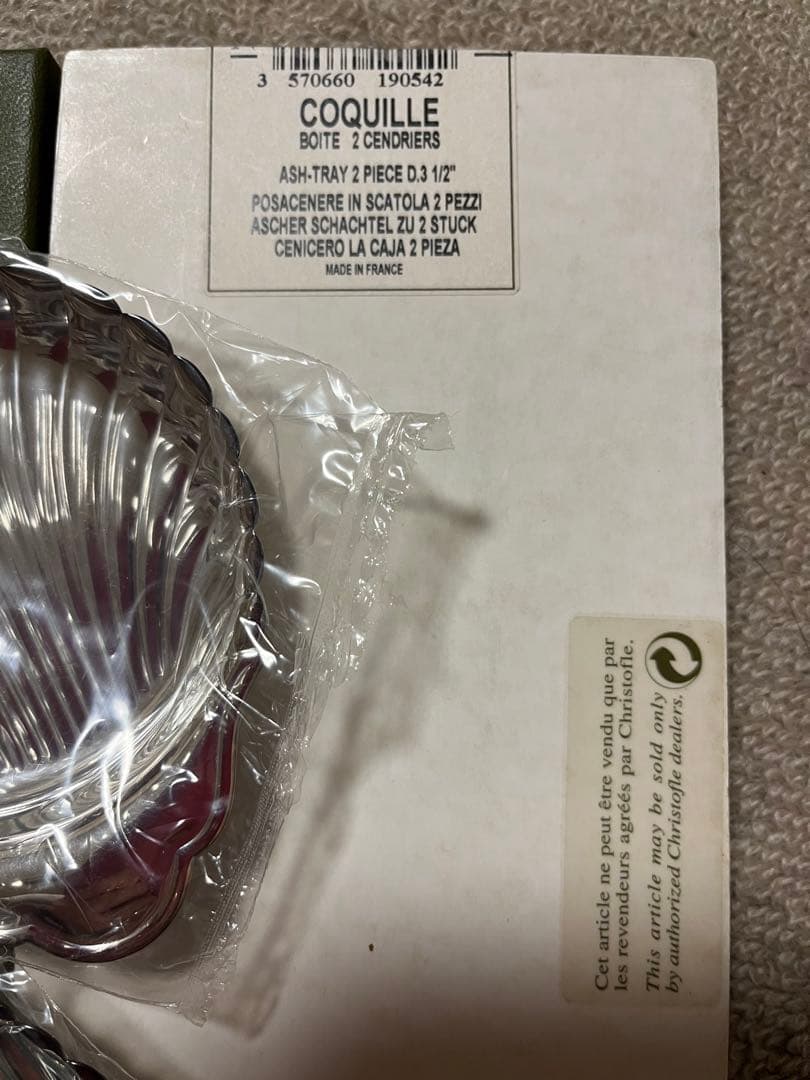 3 570660 190542
COQUILLE
BOITE 2 CENDRIERS
ASH-TRAY 2 PIECE D.3 1/2"
POSACENERE IN SCATOLA 2 PEZZI
ASCHER SCHACHTEL ZU 2 STUCK
CENICERO LA CAJA 2 PIEZA
MADE IN FRANCE
Cet article ne peut être vendu que par
les revendeurs agréés par Christofle.
This article may be sold only
by authorized Christofle dealers.